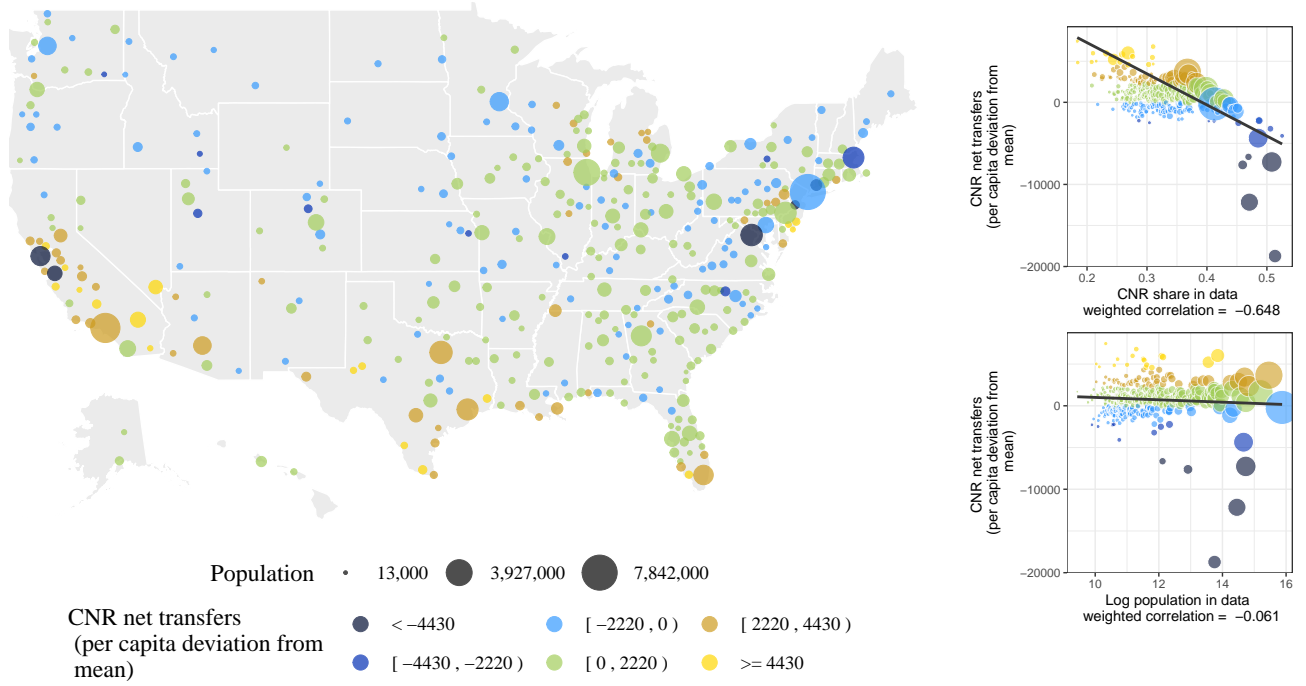 CNR net transfers
(per capita deviation from
mean)
0
−10000
−20000
0.2
0.3
0.4
0.5
CNR share in data
weighted correlation = −0.648
CNR net transfers
(per capita deviation from
mean)
0
−10000
−20000
10
12
14
16
Log population in data
weighted correlation = −0.061
Population
13,000
3,927,000
7,842,000
CNR net transfers
(per capita deviation from
mean)
< −4430
[ −2220 , 0 )
[ 2220 , 4430 )
[ −4430 , −2220 )
[ 0 , 2220 )
>= 4430